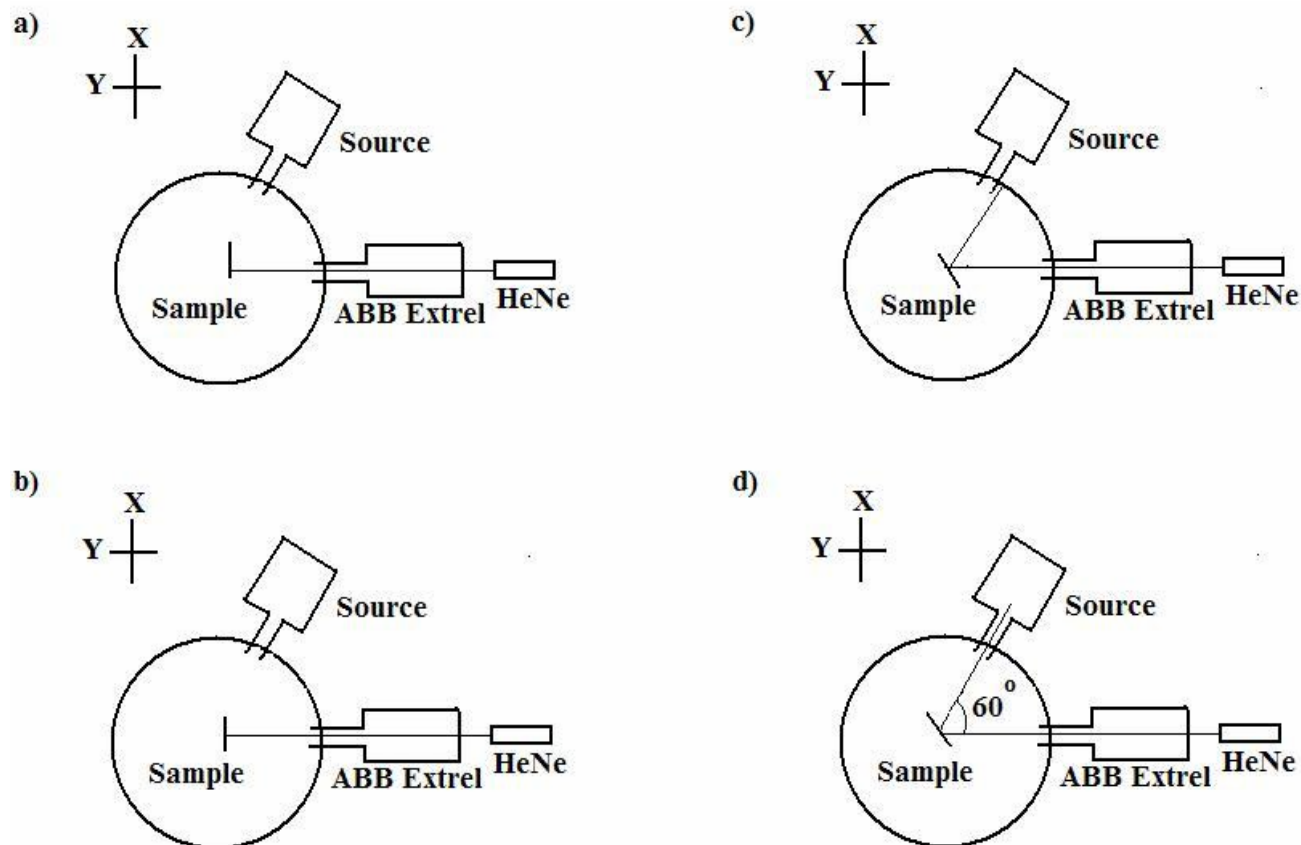 a)
X
Y
Source
Sample
ABB Extrel
HeNe
c)
X
Y
Source
Sample
ABB Extrel
HeNe
b)
X
Y
Source
Sample
ABB Extrel
HeNe
d)
X
Y
Source
60°
Sample
ABB Extrel
HeNe